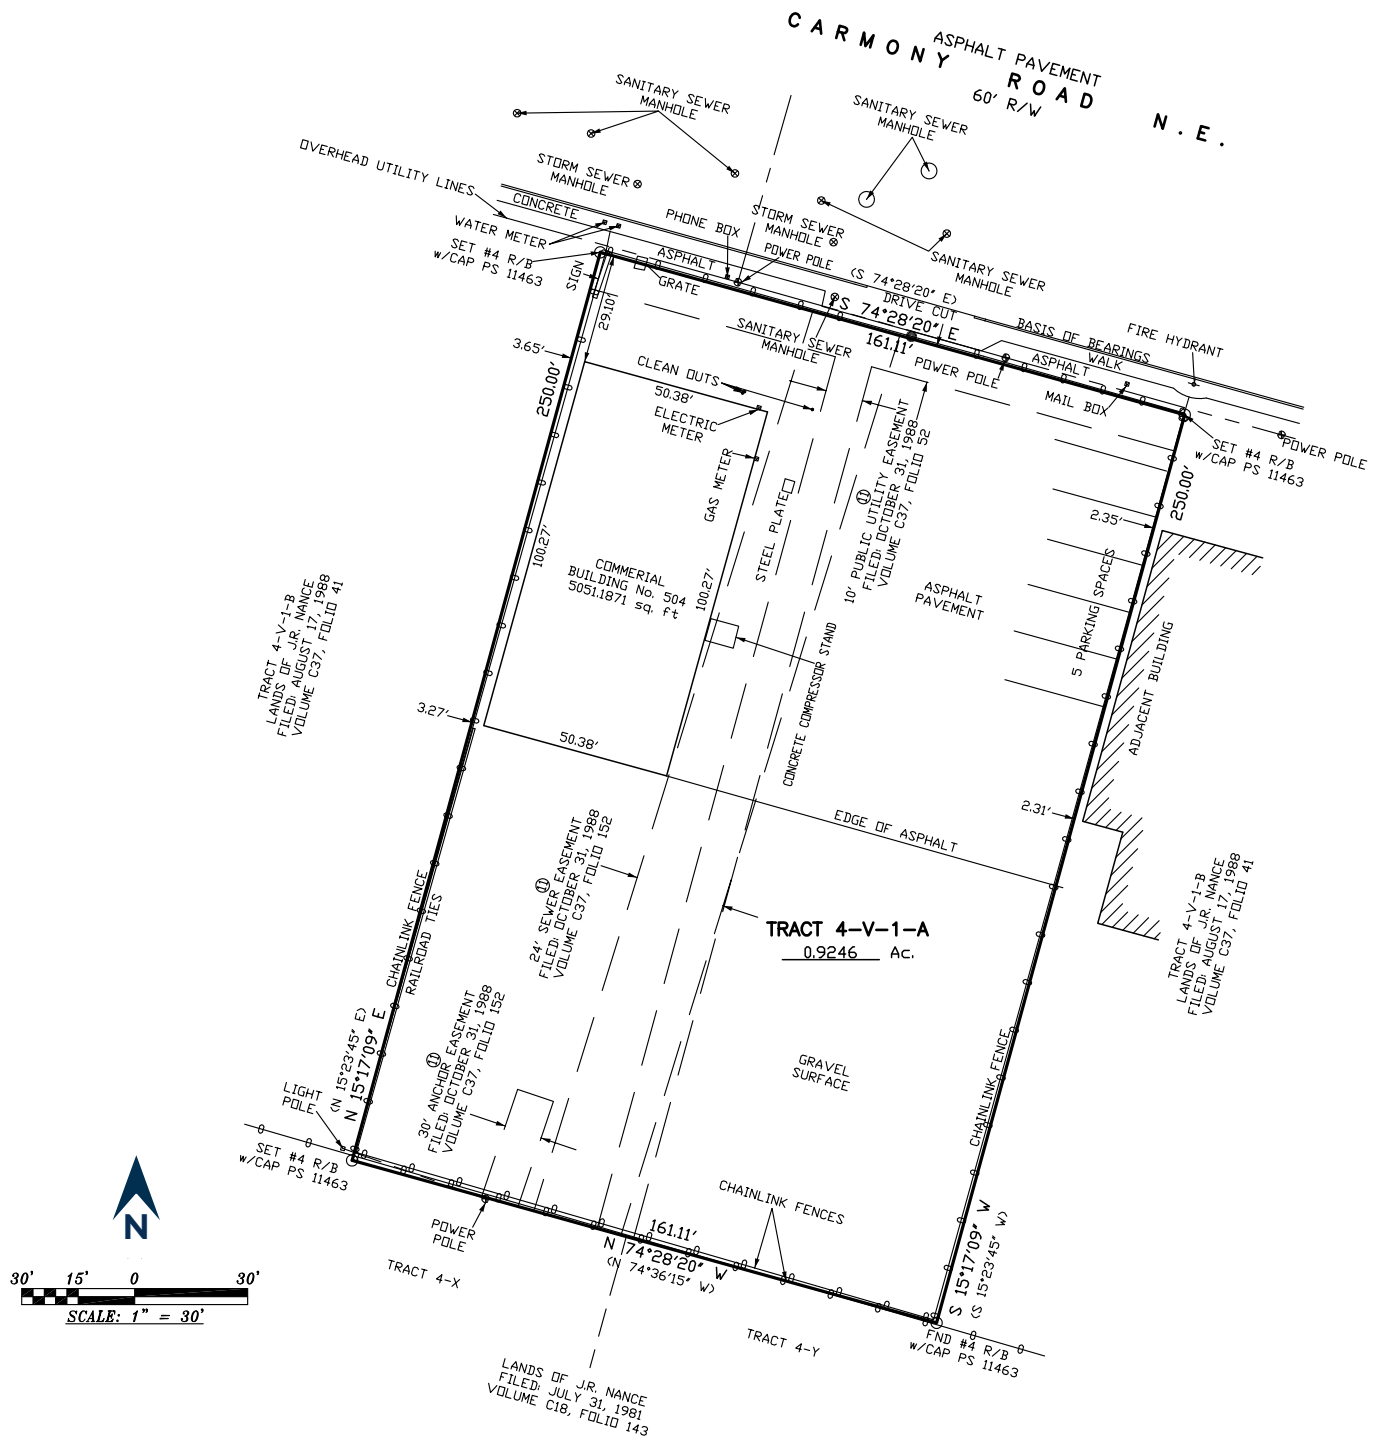 CARMONY ROAD N.E.
ASPHALT PAVEMENT
60' R/W
SANITARY SEWER
MANHOLE
SANITARY SEWER
MANHOLE
OVERHEAD UTILITY LINES
STORM SEWER
MANHOLE
CONCRETE
WATER METER
PHONE BOX
STORM SEWER
MANHOLE
SET #4 R/B
w/CAP PS 11463
SIGN
ASPHALT
GRATE
POWER POLE
SANITARY SEWER
MANHOLE
(S 74°28'20" E)
DRIVE CUT
S 74°28'20" E
161.11'
BASIS OF BEARINGS
FIRE HYDRANT
WALK
ASPHALT
POWER POLE
MAIL BOX
SET #4 R/B
w/CAP PS 11463
POWER POLE
29.10'
3.65'
250.00'
SANITARY SEWER
MANHOLE
CLEAN OUTS
50.38'
ELECTRIC
METER
GAS METER
STEEL PLATE
⑪
10' PUBLIC UTILITY EASEMENT
FILED: OCTOBER 31, 1988
VOLUME C37, FOLIO 52
250.00'
2.35'
100.27'
COMMERIAL
BUILDING No. 504
5051.1871 sq. ft
100.27'
ASPHALT
PAVEMENT
5 PARKING SPACES
ADJACENT BUILDING
CONCRETE COMPRESSOR STAND
TRACT 4-V-1-B
LANDS OF J.R. NANCE
FILED: AUGUST 17, 1988
VOLUME C37, FOLIO 41
3.27'
50.38'
EDGE OF ASPHALT
2.31'
⑪
24' SEWER EASEMENT
FILED: OCTOBER 31, 1988
VOLUME C37, FOLIO 152
TRACT 4-V-1-B
LANDS OF J.R. NANCE
FILED: AUGUST 17, 1988
VOLUME C37, FOLIO 41
CHAINLINK FENCE
RAILROAD TIES
TRACT 4-V-1-A
0.9246 Ac.
⑪
30' ANCHOR EASEMENT
FILED: OCTOBER 31, 1988
VOLUME C37, FOLIO 152
(N 15°23'45" E)
N 15°17'09" E
GRAVEL
SURFACE
CHAINLINK FENCE
LIGHT
POLE
SET #4 R/B
w/CAP PS 11463
CHAINLINK FENCES
POWER
POLE
161.11'
N 74°28'20" W
(N 74°36'15" W)
S 15°17'09" W
(S 15°23'45" W)
TRACT 4-X
TRACT 4-Y
FND #4 R/B
w/CAP PS 11463
LANDS OF J.R. NANCE
FILED: JULY 31, 1981
VOLUME C18, FOLIO 143
N
30' 15' 0 30'
SCALE: 1" = 30'